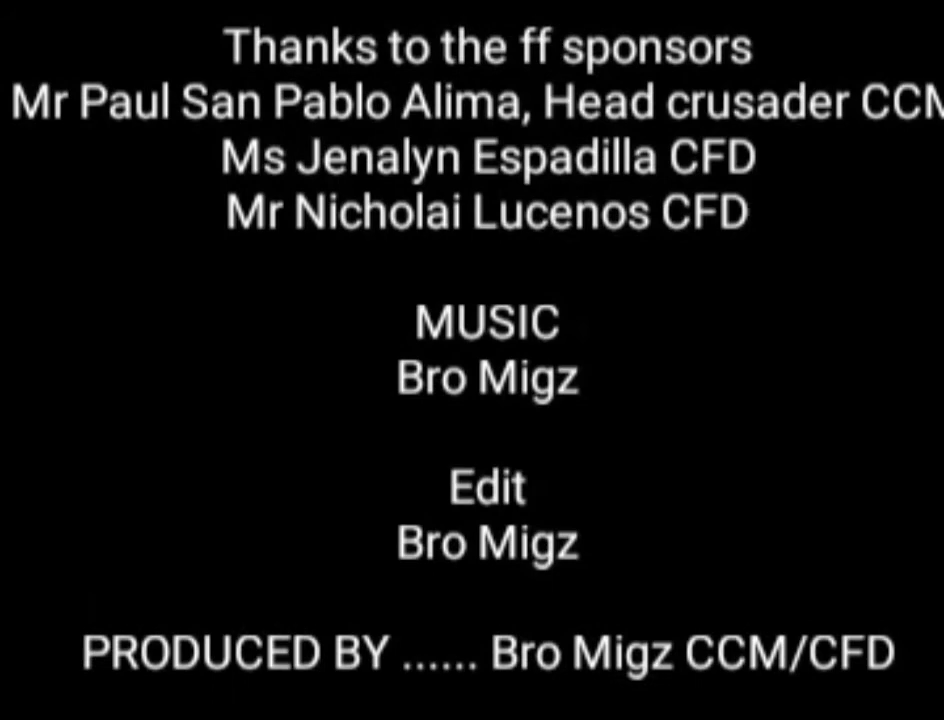 Thanks to the ff sponsors
Mr Paul San Pablo Alima, Head crusader CCM
Ms Jenalyn Espadilla CFD
Mr Nicholai Lucenos CFD
MUSIC
Bro Migz
Edit
Bro Migz
PRODUCED BY ...... Bro Migz CCM/CFD